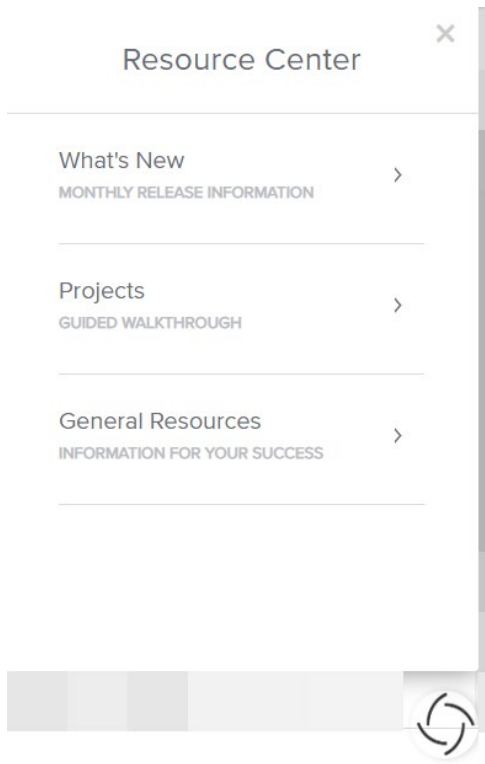 Resource Center
What's New
MONTHLY RELEASE INFORMATION
Projects
GUIDED WALKTHROUGH
General Resources
INFORMATION FOR YOUR SUCCESS